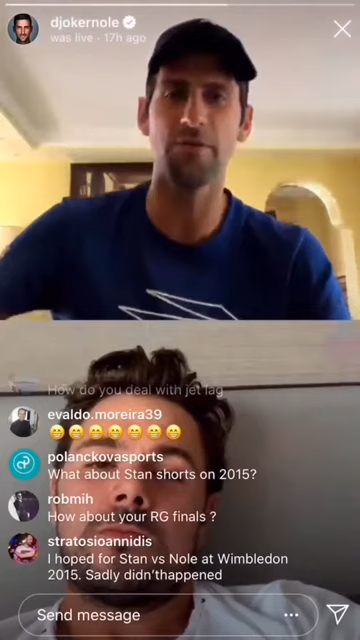 djokernole
was live · 17h ago
How do you deal with jet lag
evaldo.moreira39
😁😁😁😁😁😁😁
polanckovasports
What about Stan shorts on 2015?
robmih
How about your RG finals ?
stratosioannidis
I hoped for Stan vs Nole at Wimbledon
2015. Sadly didn'thappened
Send message